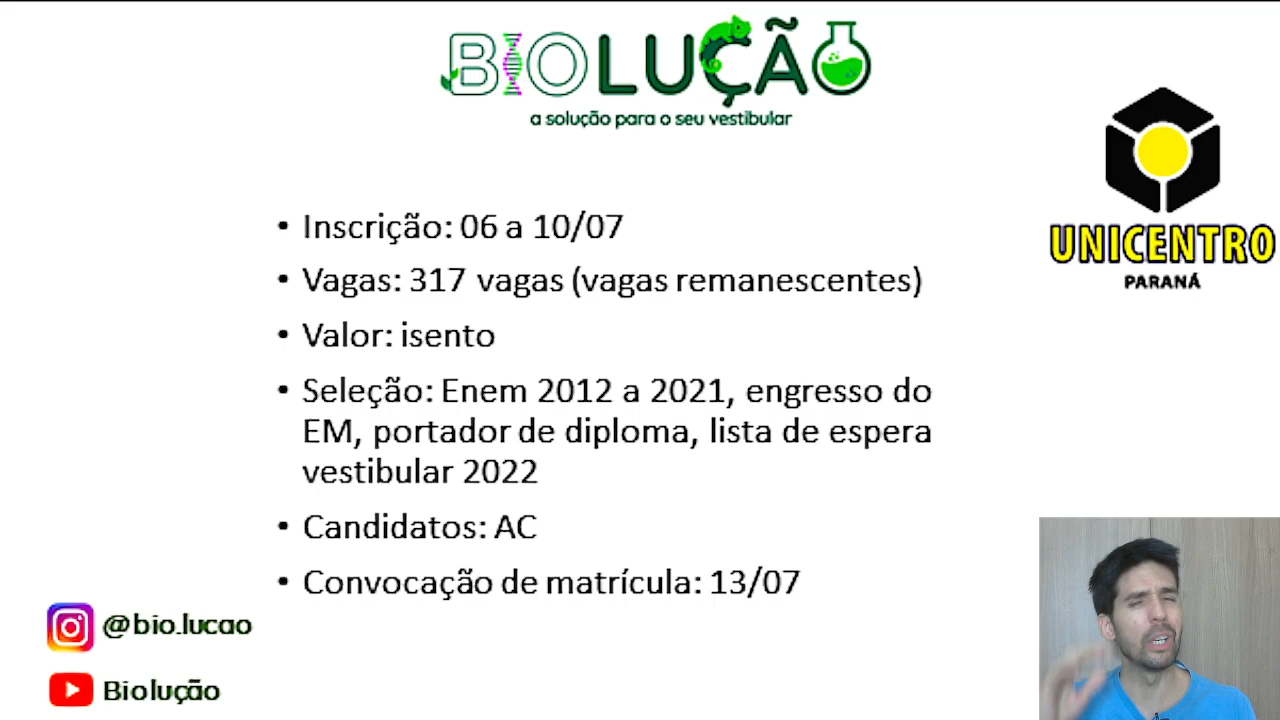 BIOLUÇÃO
a solução para o seu vestibular
UNICENTRO
PARANÁ
• Inscrição: 06 a 10/07
• Vagas: 317 vagas (vagas remanescentes)
• Valor: isento
• Seleção: Enem 2012 a 2021, engresso do
EM, portador de diploma, lista de espera
vestibular 2022
• Candidatos: AC
• Convocação de matrícula: 13/07
@bio.lucao
Biolução